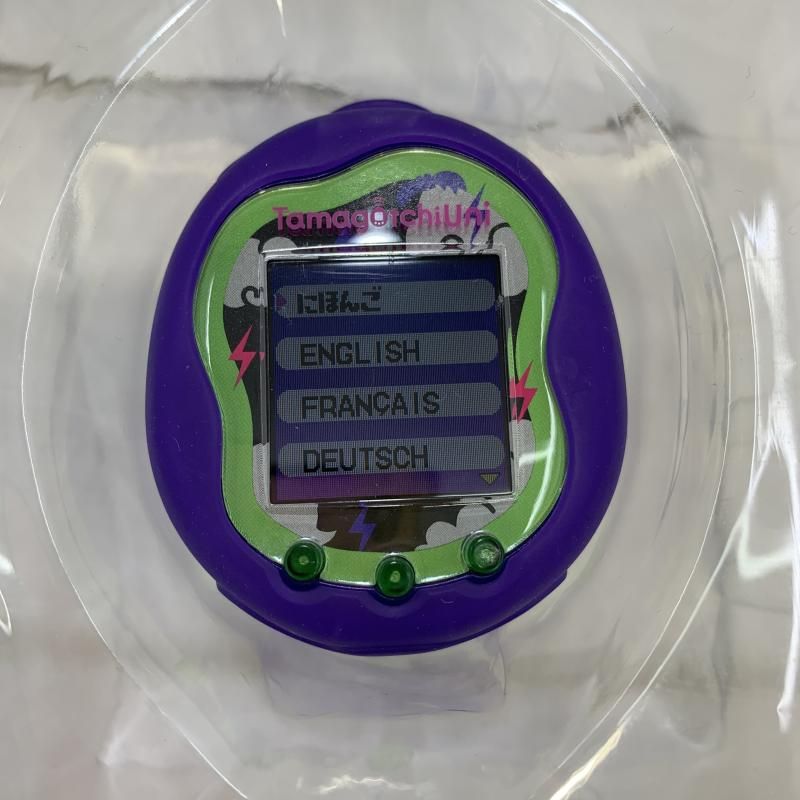 TamagotchiUni
にほんご
ENGLISH
FRANÇAIS
DEUTSCH